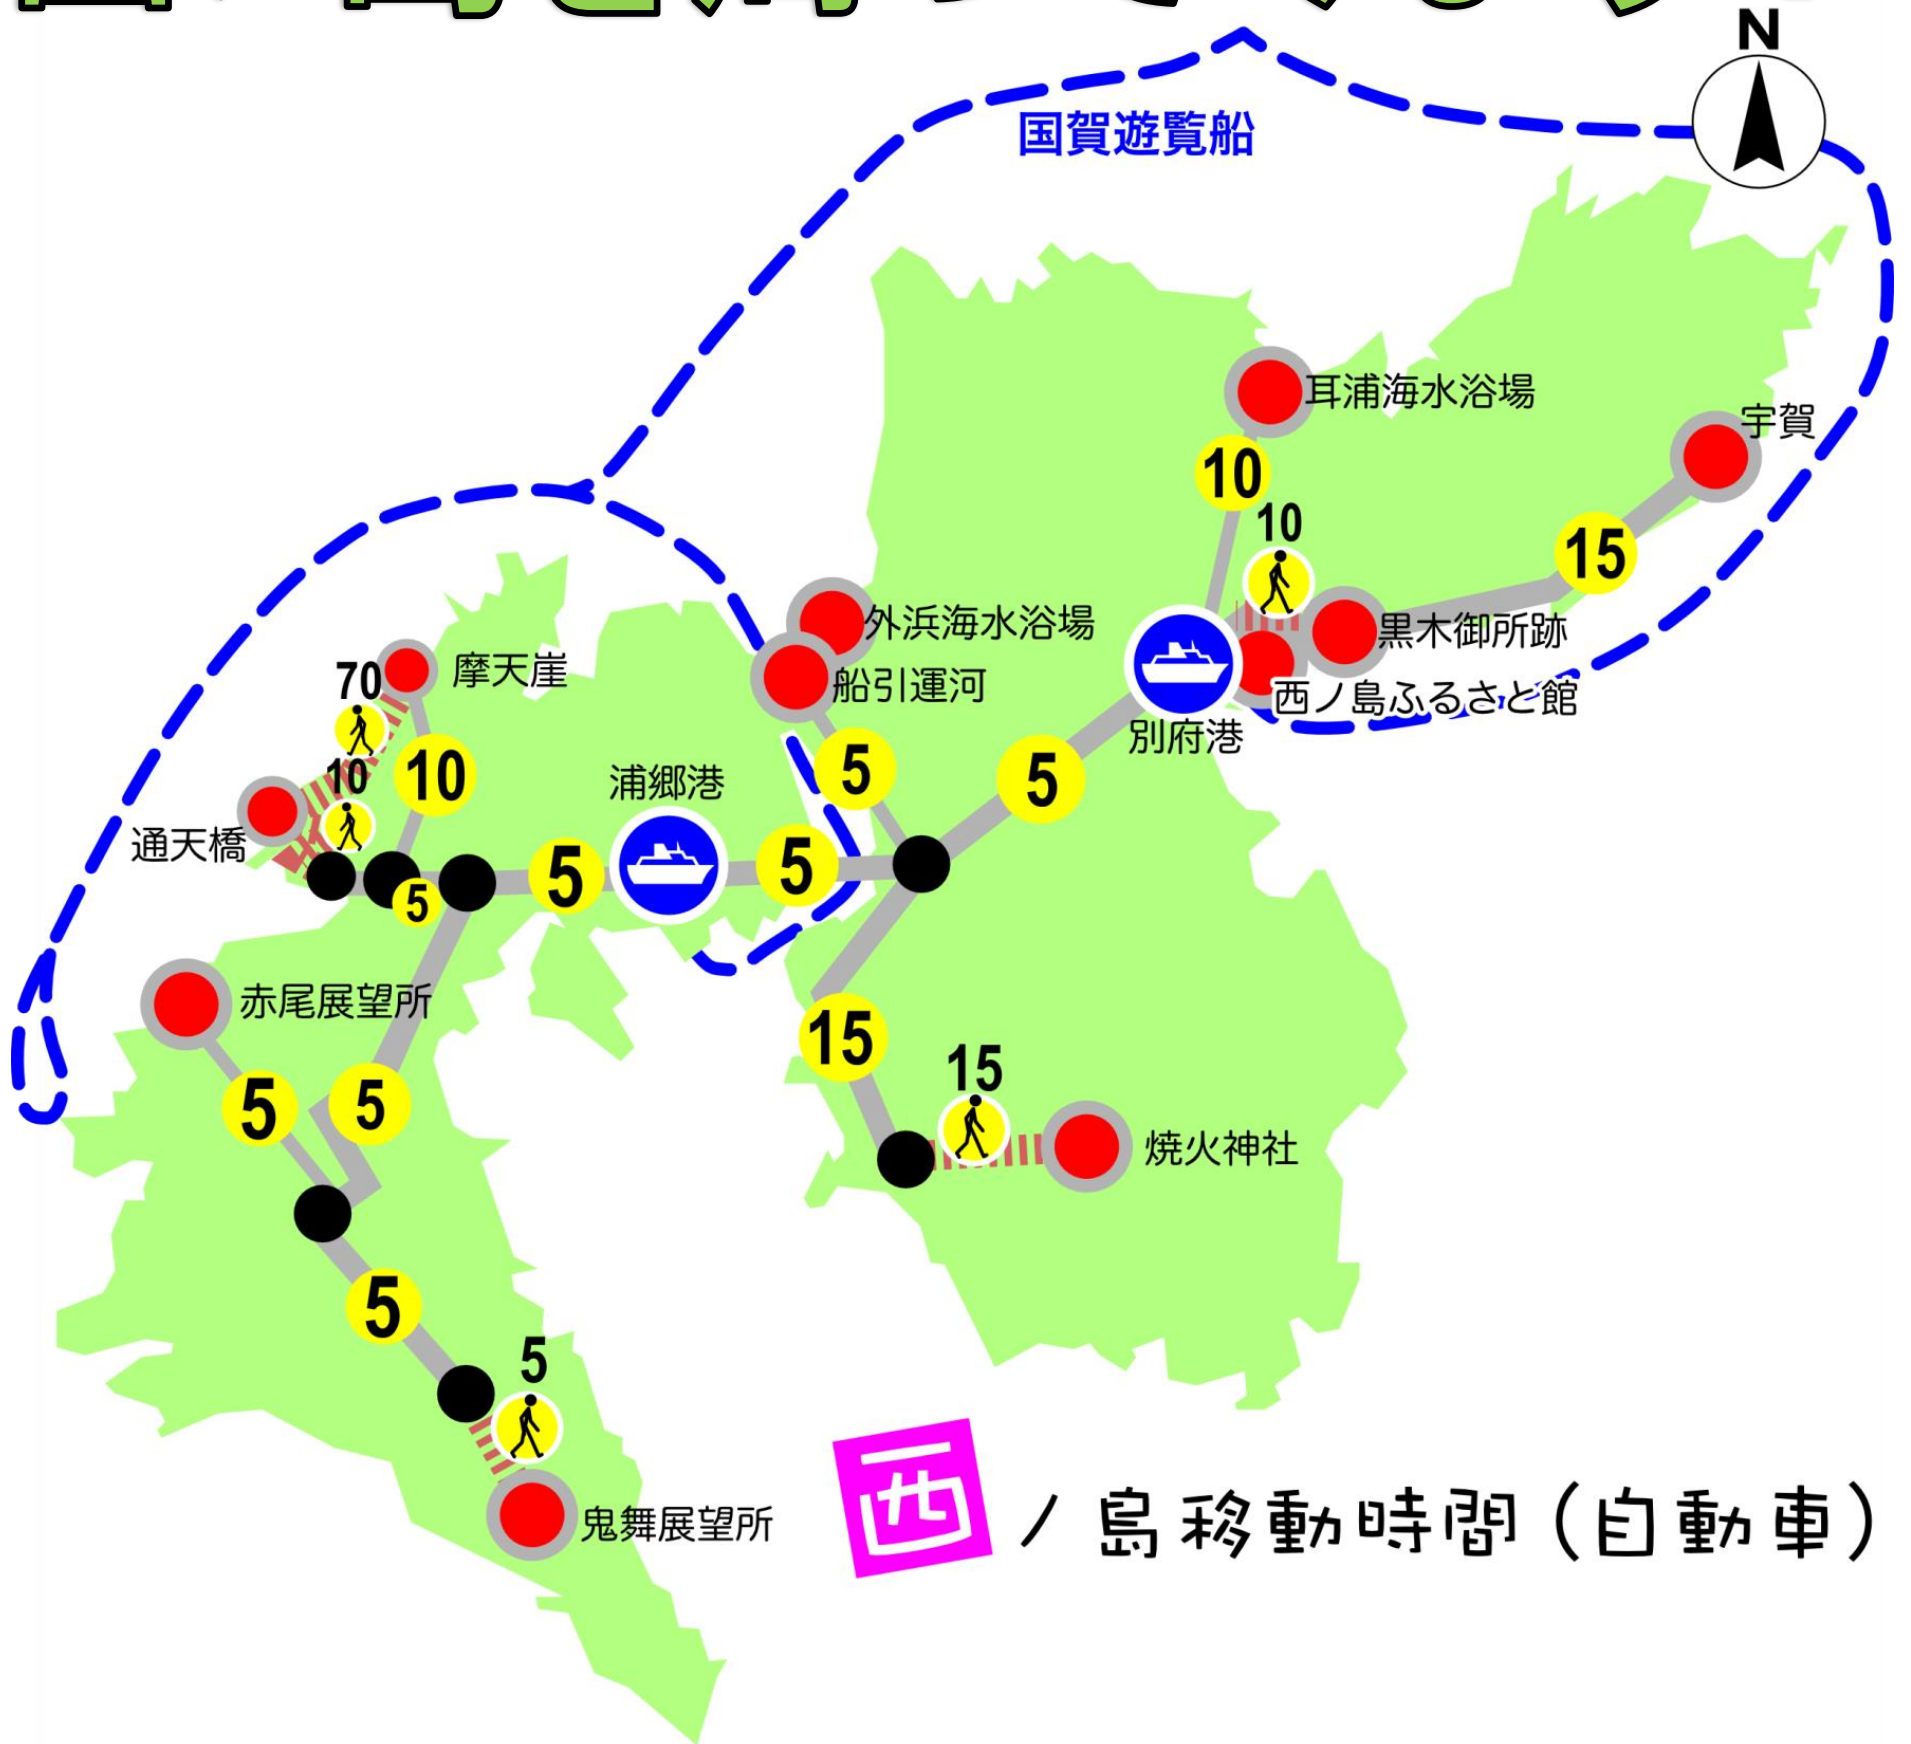 N
国賀遊覧船
耳浦海水浴場
宇賀
10
10
15
外浜海水浴場
黒木御所跡
船引運河
西ノ島ふるさと館
別府港
摩天崖
70
10
10
5
5
浦郷港
通天橋
5
5
5
赤尾展望所
15
15
5
5
焼火神社
5
5
鬼舞展望所
西ノ島移動時間(自動車)